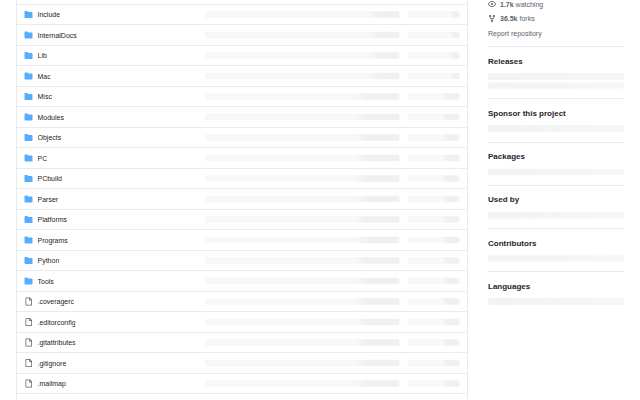 Include
InternalDocs
Lib
Mac
Misc
Modules
Objects
PC
PCbuild
Parser
Platforms
Programs
Python
Tools
.coveragerc
.editorconfig
.gitattributes
.gitignore
.mailmap
1.7k watching
36.5k forks
Report repository
Releases
Sponsor this project
Packages
Used by
Contributors
Languages